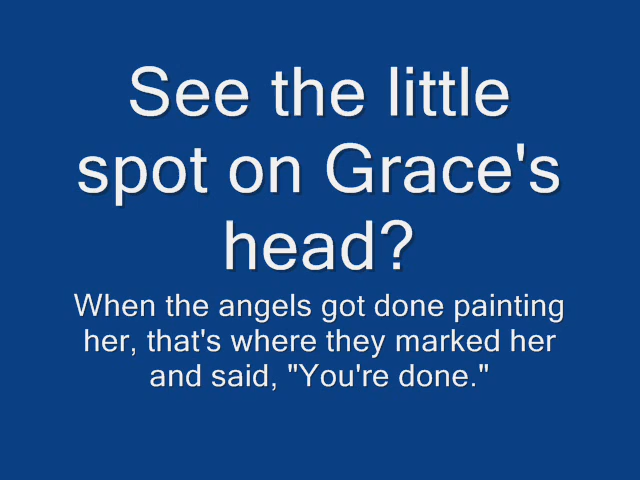 See the little
spot on Grace's
head?
When the angels got done painting
her, that's where they marked her
and said, "You're done."